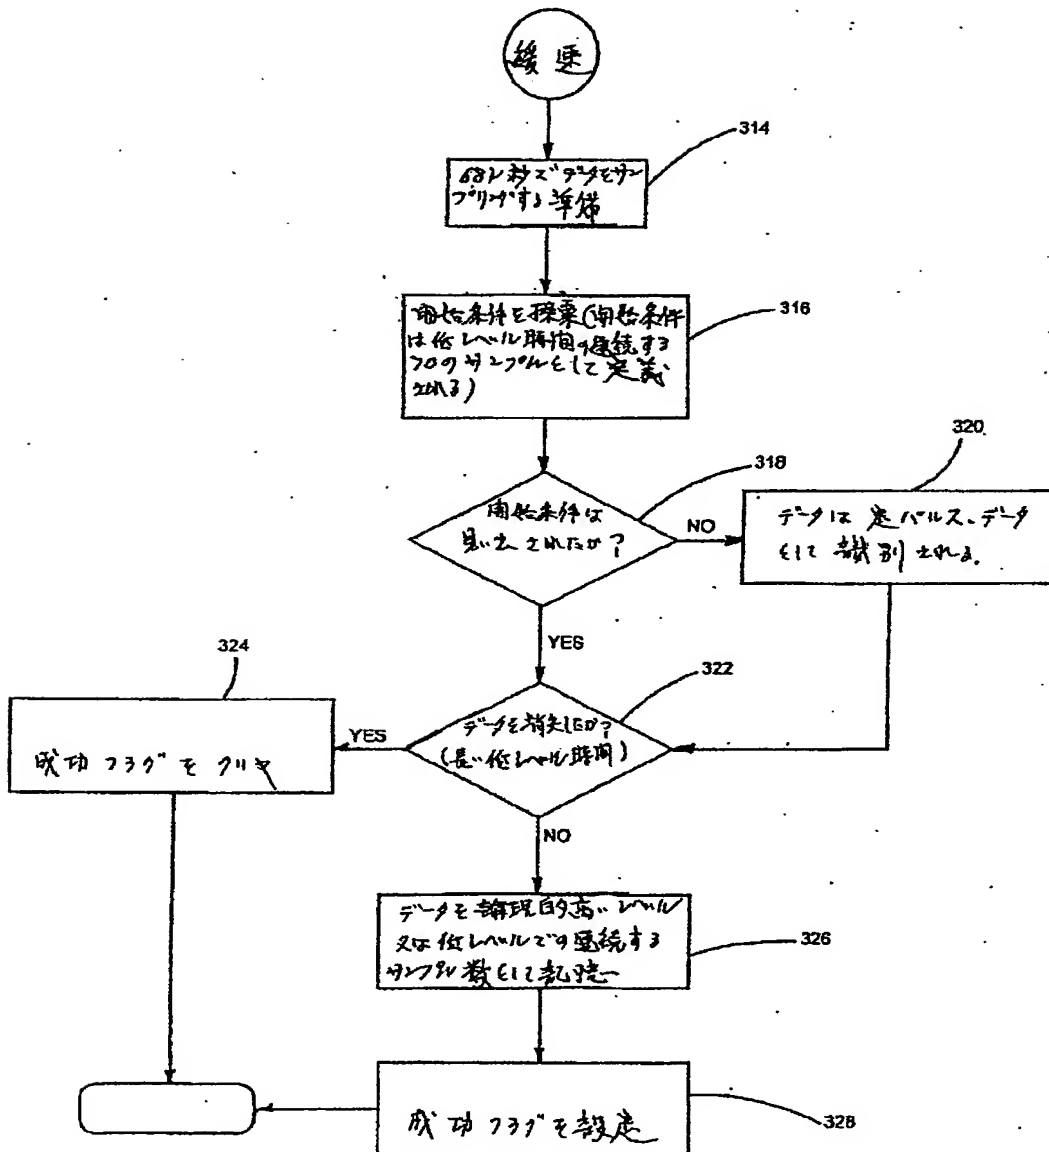 緩速
314
68μ秒でデータをサン
プリングする準備
316
開始条件を探索(開始条件
は低レベル時間の連続する
70のサンプルとして定義
される)
320
318
開始条件は
見い出されたか?
NO
データは定パルス、データ
として識別される。
YES
324
322
データを消失したか?
(長い低レベル時間)
YES
成功フラグをクリヤ
NO
データを論理的高いレベル
又は低レベルでの連続する
サンプル数として記憶
326
成功フラグを設定
328